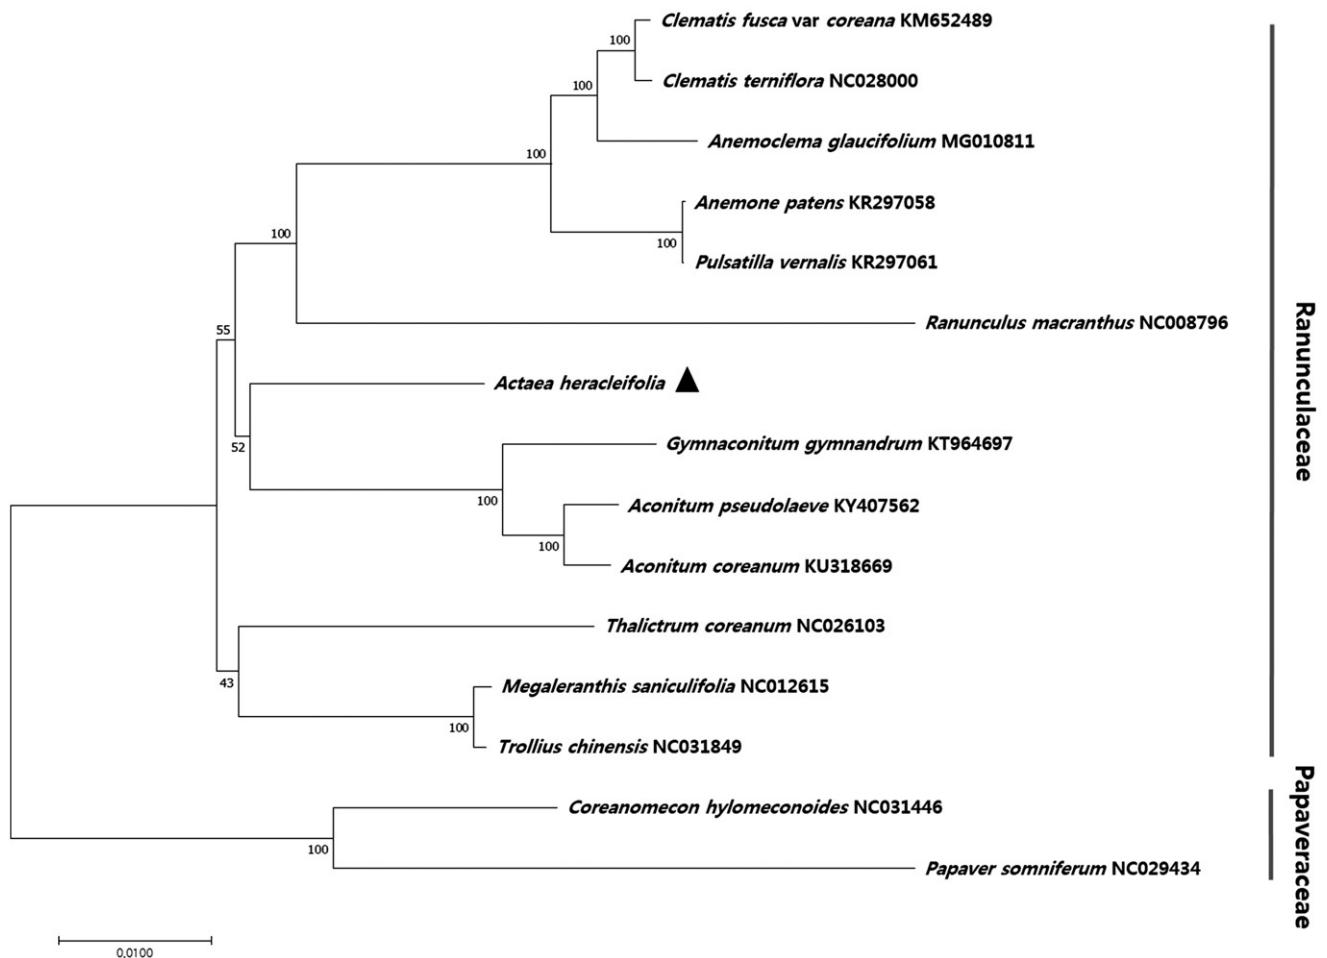 Clematis fusca var coreana KM652489
100
Clematis terniflora NC028000
100
Anemoclema glaucifolium MG010811
100
Anemone patens KR297058
100
100
Pulsatilla vernalis KR297061
Ranunculus macranthus NC008796
55
Actaea heracleifolia
52
Gymnaconitum gymnandrum KT964697
100
Aconitum pseudolaeve KY407562
100
Aconitum coreanum KU318669
Thalictrum coreanum NC026103
43
Megaleranthis saniculifolia NC012615
100
Trollius chinensis NC031849
Coreanomecon hylomeconoides NC031446
100
Papaver somniferum NC029434
Ranunculaceae
Papaveraceae
0.0100